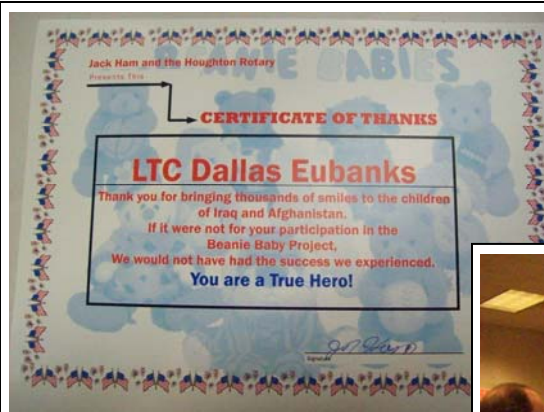 BEANIE BABIES
Jack Ham and the Houghton Rotary
Presents This
CERTIFICATE OF THANKS
LTC Dallas Eubanks
Thank you for bringing thousands of smiles to the children
of Iraq and Afghanistan.
If it were not for your participation in the
Beanie Baby Project,
We would not have had the success we experienced.
You are a True Hero!